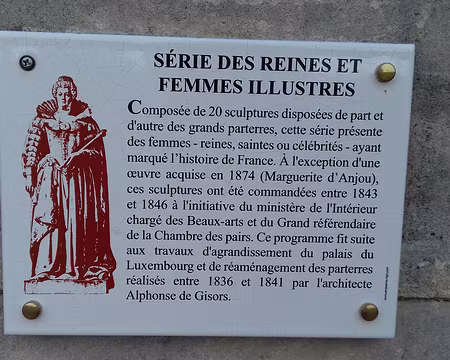 SÉRIE DES REINES ET
FEMMES ILLUSTRES
Composée de 20 sculptures disposées de part et
d'autre des grands parterres, cette série présente
des femmes - reines, saintes ou célébrités - ayant
marqué l'histoire de France. À l'exception d'une
œuvre acquise en 1874 (Marguerite d'Anjou),
ces sculptures ont été commandées entre 1843
et 1846 à l'initiative du ministère de l'Intérieur
chargé des Beaux-arts et du Grand référendaire
de la Chambre des pairs. Ce programme fit suite
aux travaux d'agrandissement du palais du
Luxembourg et de réaménagement des parterres
réalisés entre 1836 et 1841 par l'architecte
Alphonse de Gisors.